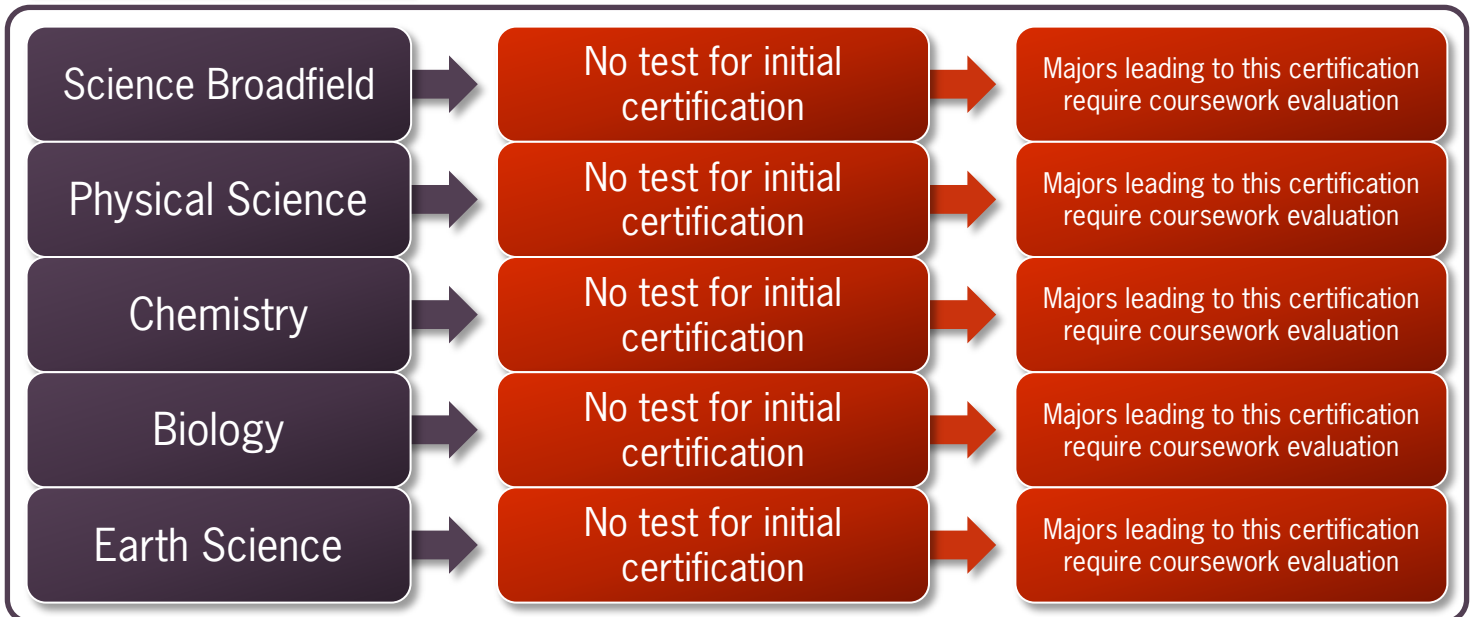 Science Broadfield
No test for initial
certification
Majors leading to this certification
require coursework evaluation
Physical Science
No test for initial
certification
Majors leading to this certification
require coursework evaluation
Chemistry
No test for initial
certification
Majors leading to this certification
require coursework evaluation
Biology
No test for initial
certification
Majors leading to this certification
require coursework evaluation
Earth Science
No test for initial
certification
Majors leading to this certification
require coursework evaluation